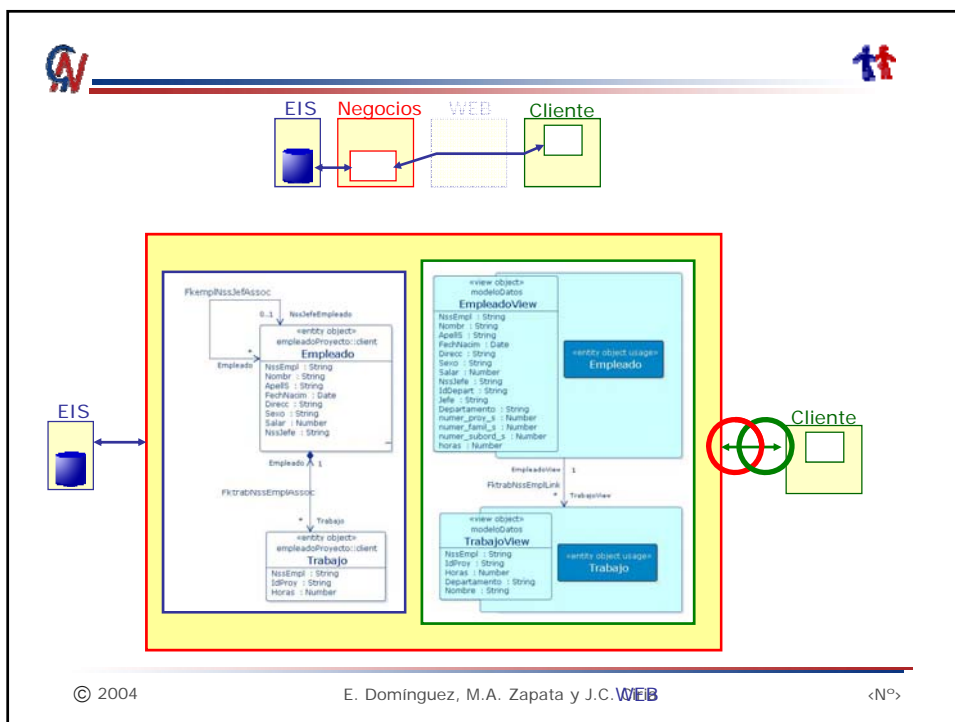 EIS Negocios WEB Cliente
FkemplNssJefAssoc
0..1 NssJefeEmpleado
«entity object»
empleadoProyecto::client
Empleado
NssEmpl : String
Nombr : String
ApellS : String
FechNacim : Date
Direcc : String
Sexo : String
Salar : Number
NssJefe : String
*
Empleado
Empleado 1
FktrabNssEmplAssoc
* Trabajo
«entity object»
empleadoProyecto::client
Trabajo
NssEmpl : String
IdProy : String
Horas : Number
«view object»
modeloDatos
EmpleadoView
NssEmpl : String
Nombr : String
ApellS : String
FechNacim : Date
Direcc : String
Sexo : String
Salar : Number
NssJefe : String
IdDepart : String
Jefe : String
Departamento : String
numer_proy_s : Number
numer_famil_s : Number
numer_subord_s : Number
horas : Number
«entity object usage»
Empleado
EmpleadoView 1
FktrabNssEmplLink
* TrabajoView
«view object»
modeloDatos
TrabajoView
NssEmpl : String
IdProy : String
Horas : Number
Departamento : String
Nombre : String
«entity object usage»
Trabajo
EIS
Cliente
© 2004
E. Domínguez, M.A. Zapata y J.C.
WEB
‹Nº›